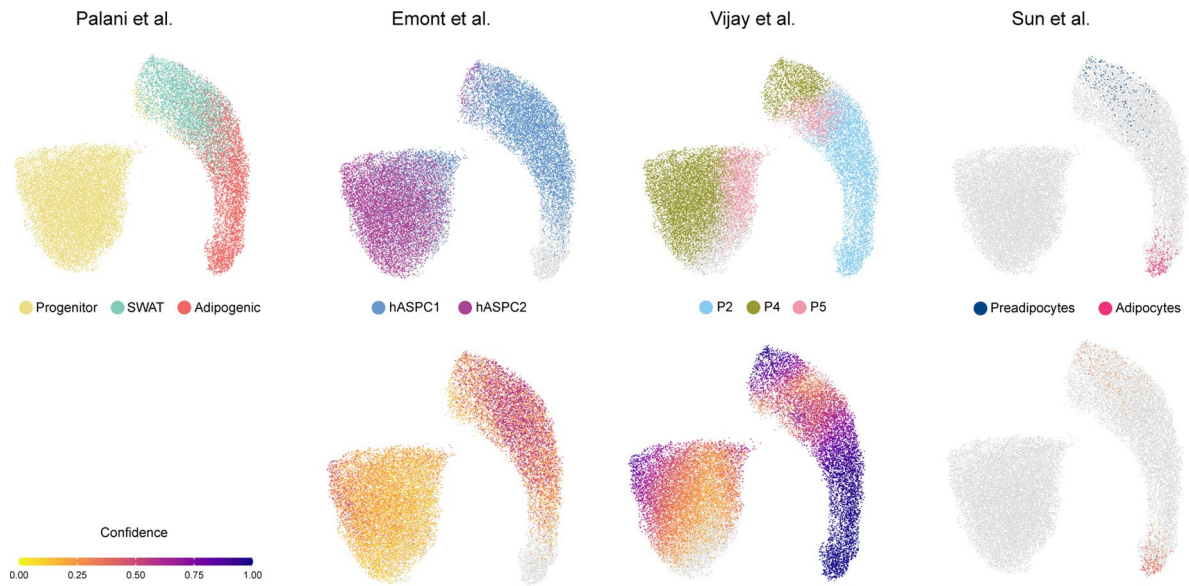 Palani et al. Emont et al. Vijay et al. Sun et al.
Progenitor SWAT Adipogenic hASPC1 hASPC2 P2 P4 P5 Preadipocytes Adipocytes
Confidence
0.00 0.25 0.50 0.75 1.00